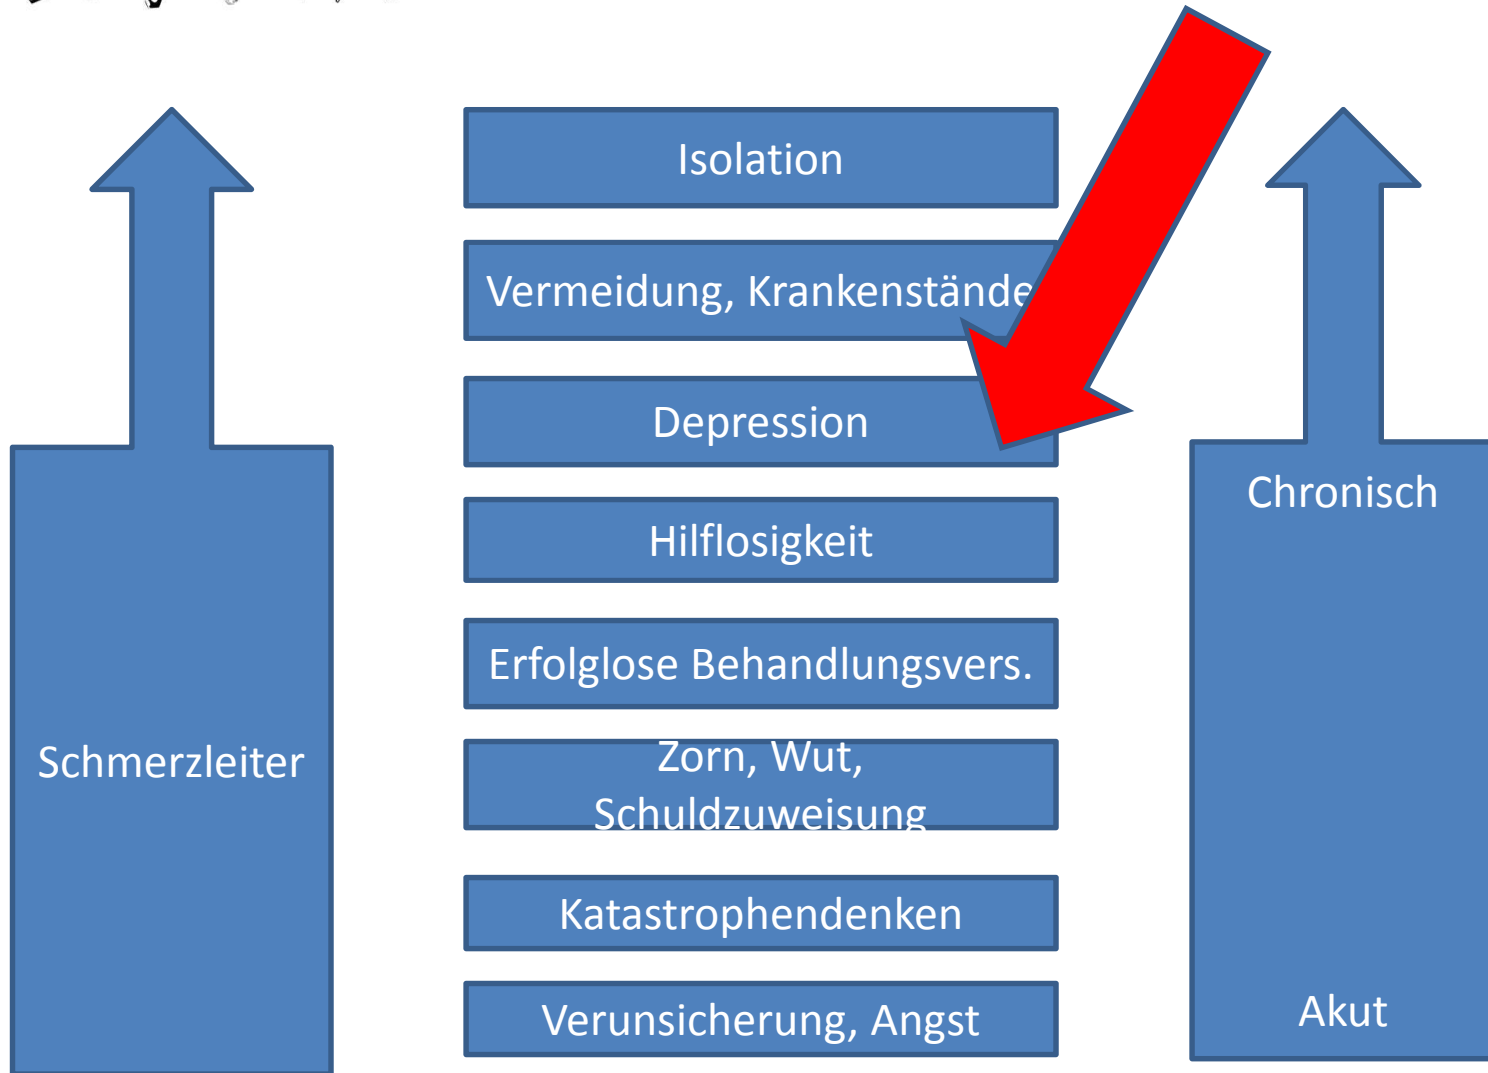 Isolation
Vermeidung, Krankenstände
Depression
Hilflosigkeit
Erfolglose Behandlungsvers.
Zorn, Wut,
Schuldzuweisung
Katastrophendenken
Verunsicherung, Angst
Schmerzleiter
Chronisch
Akut